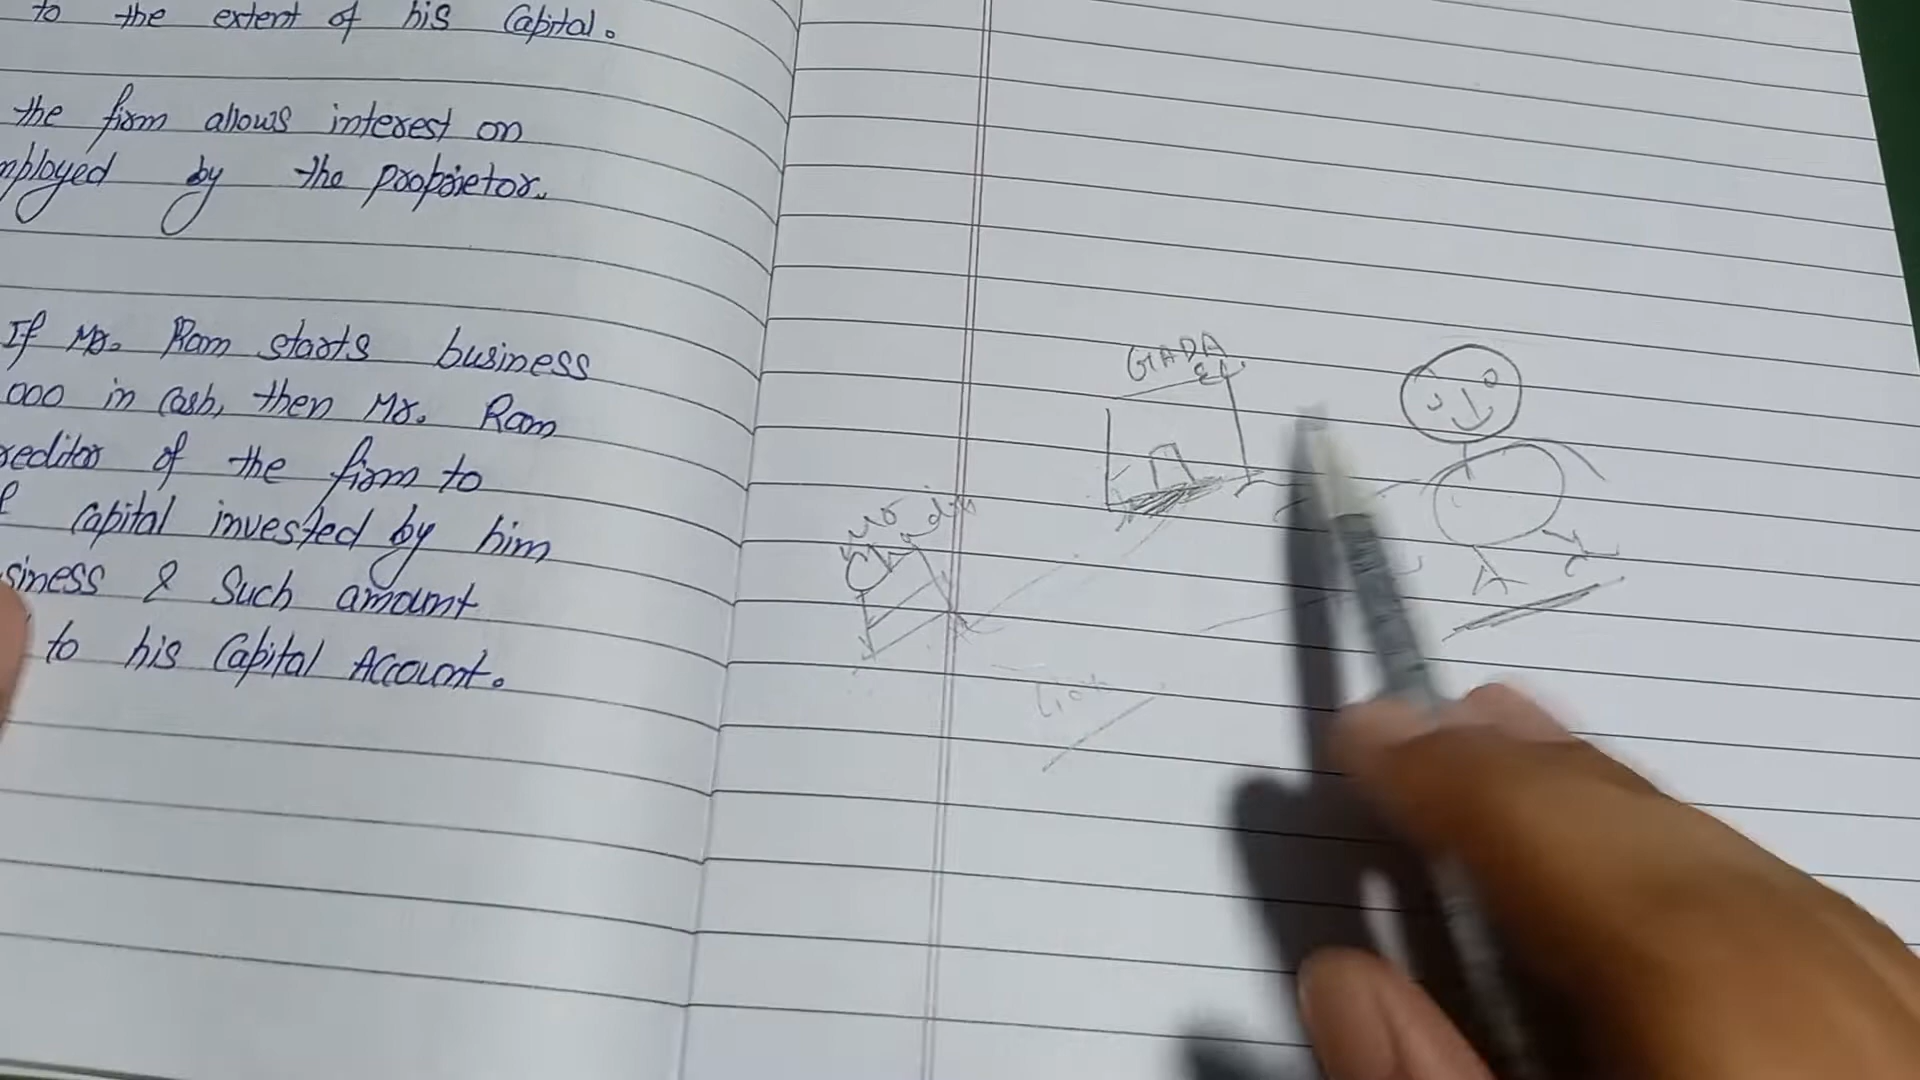 to the extent of his Capital.
the firm allows interest on
mployed by the proprietor.
If Mr. Ram starts business
000 in Cash, then Mr. Ram
reditor of the firm to
f Capital invested by him
siness & Such amount
to his Capital Account.
GADA